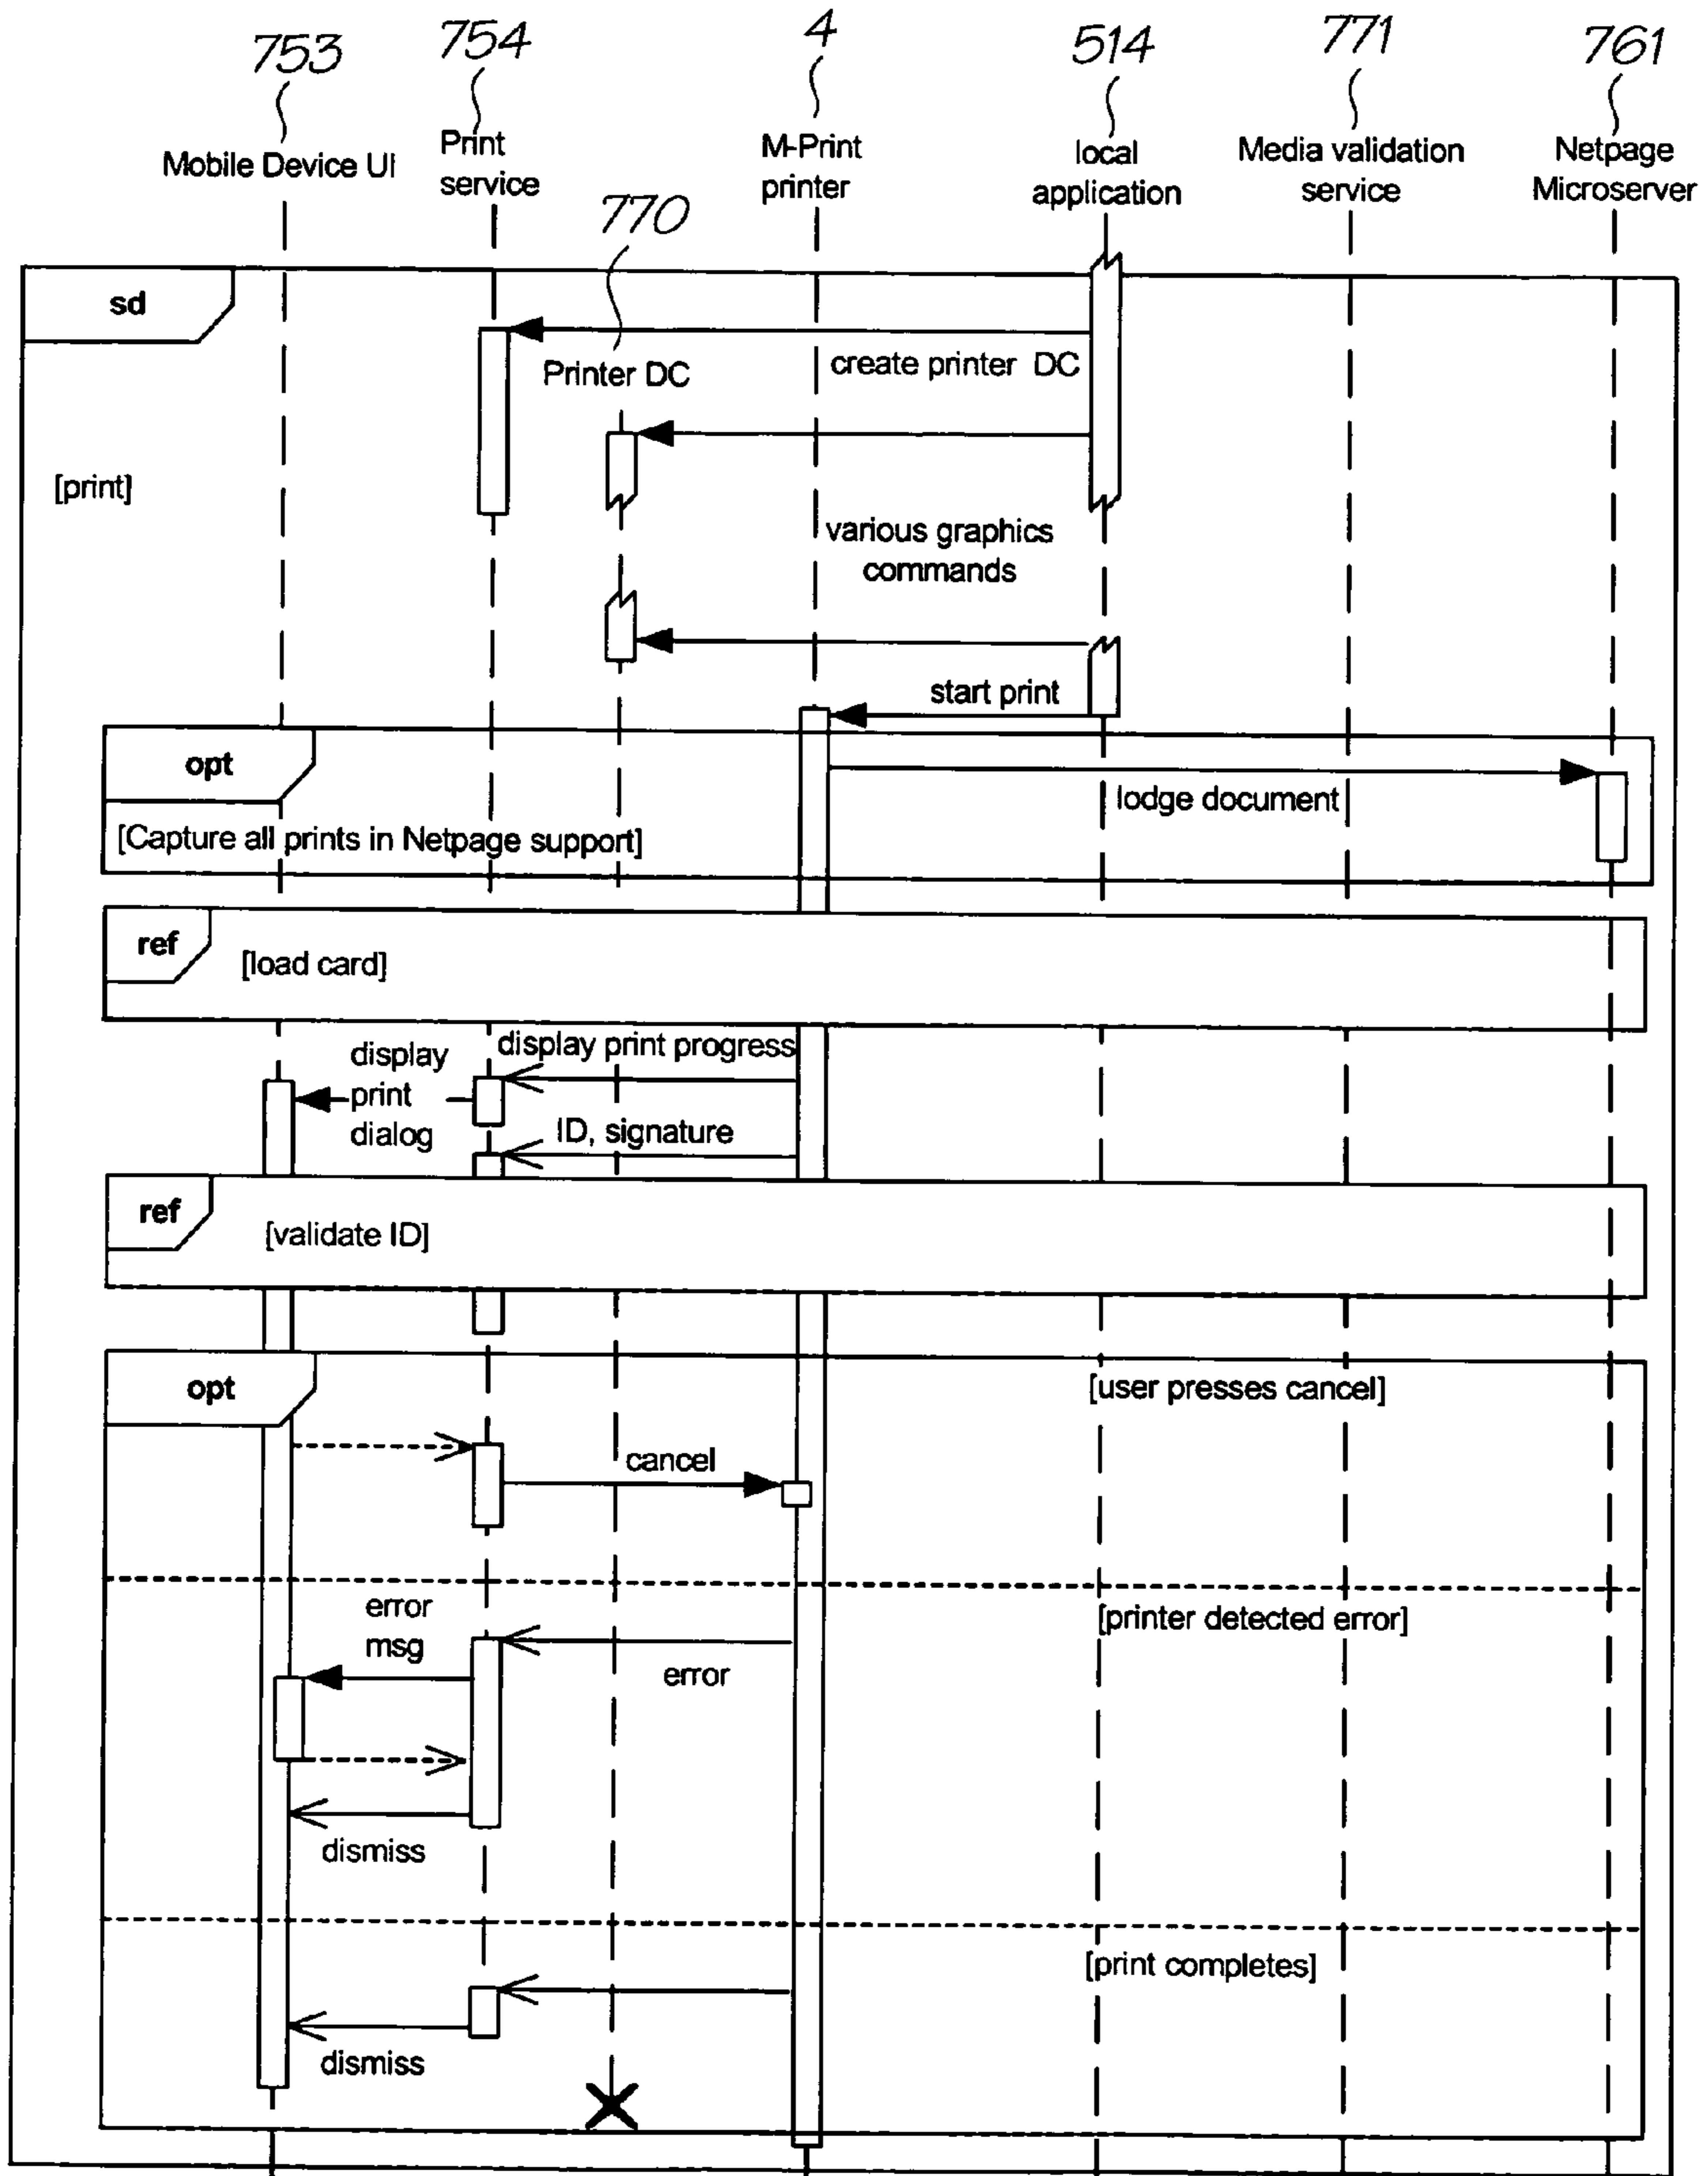 753
754
4
514
771
761
Mobile Device UI
Print
service
M-Print
printer
local
application
Media validation
service
Netpage
Microserver
770
sd
Printer DC
create printer DC
[print]
various graphics
commands
start print
opt
lodge document
[Capture all prints in Netpage support]
ref
[load card]
display
print
dialog
display print progress
ID, signature
ref
[validate ID]
opt
[user presses cancel]
cancel
error
msg
[printer detected error]
error
dismiss
[print completes]
dismiss